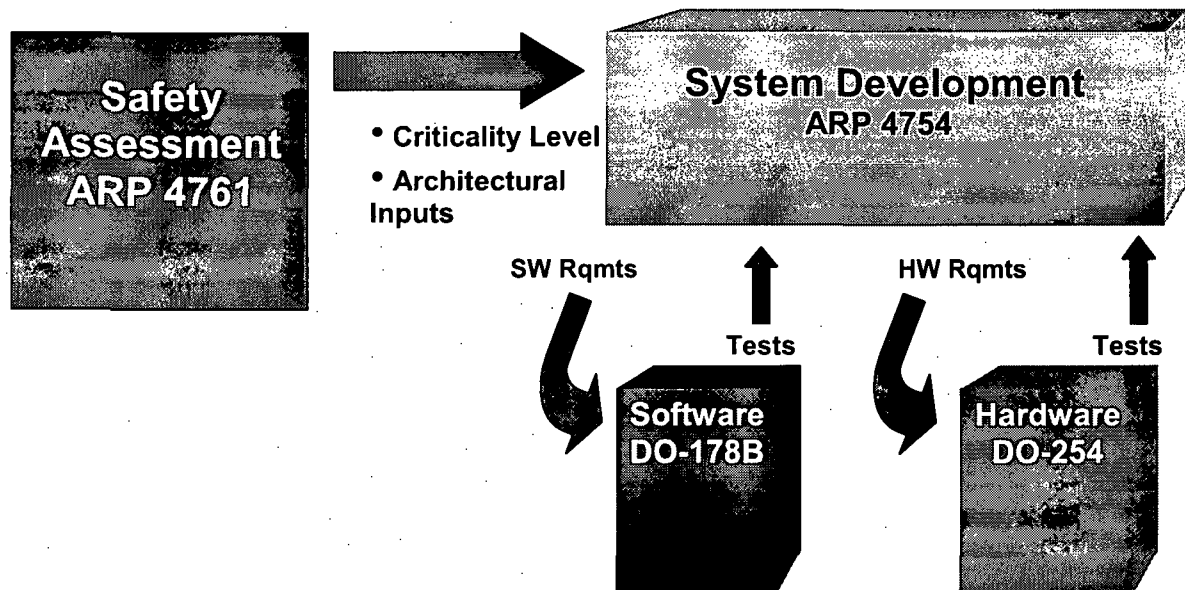 Safety
Assessment
ARP 4761
• Criticality Level
• Architectural
Inputs
System Development
ARP 4754
SW Rqmts
HW Rqmts
Tests
Tests
Software
DO-178B
Hardware
DO-254